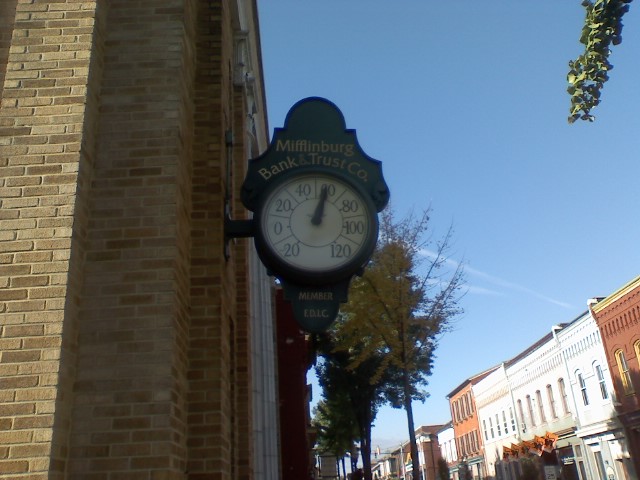 Mifflinburg
Bank & Trust Co.
40 60
20 80
0 100
20 120
MEMBER
F.D.I.C.